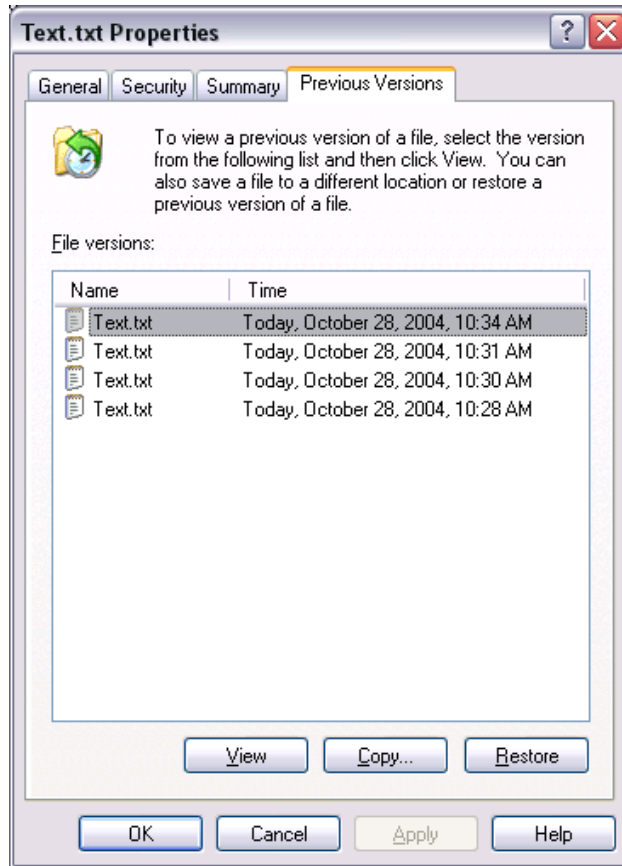 Text.txt Properties
?
General Security Summary Previous Versions
To view a previous version of a file, select the version
from the following list and then click View. You can
also save a file to a different location or restore a
previous version of a file.
File versions:
Name Time
Text.txt Today, October 28, 2004, 10:34 AM
Text.txt Today, October 28, 2004, 10:31 AM
Text.txt Today, October 28, 2004, 10:30 AM
Text.txt Today, October 28, 2004, 10:28 AM
View Copy... Restore
OK Cancel Apply Help